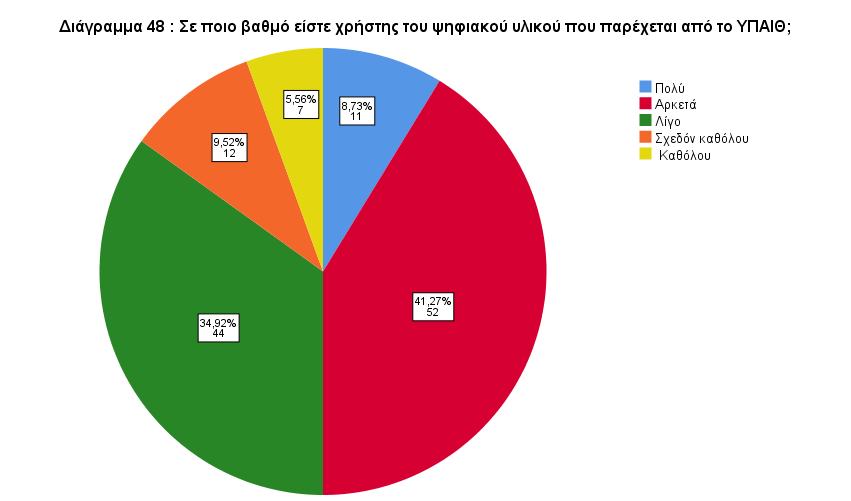 Διάγραμμα 48 : Σε ποιο βαθμό είστε χρήστης του ψηφιακού υλικού που παρέχεται από το ΥΠΑΙΘ;
5,56%
7
8,73%
11
9,52%
12
41,27%
52
34,92%
44
Πολύ
Αρκετά
Λίγο
Σχεδόν καθόλου
Καθόλου